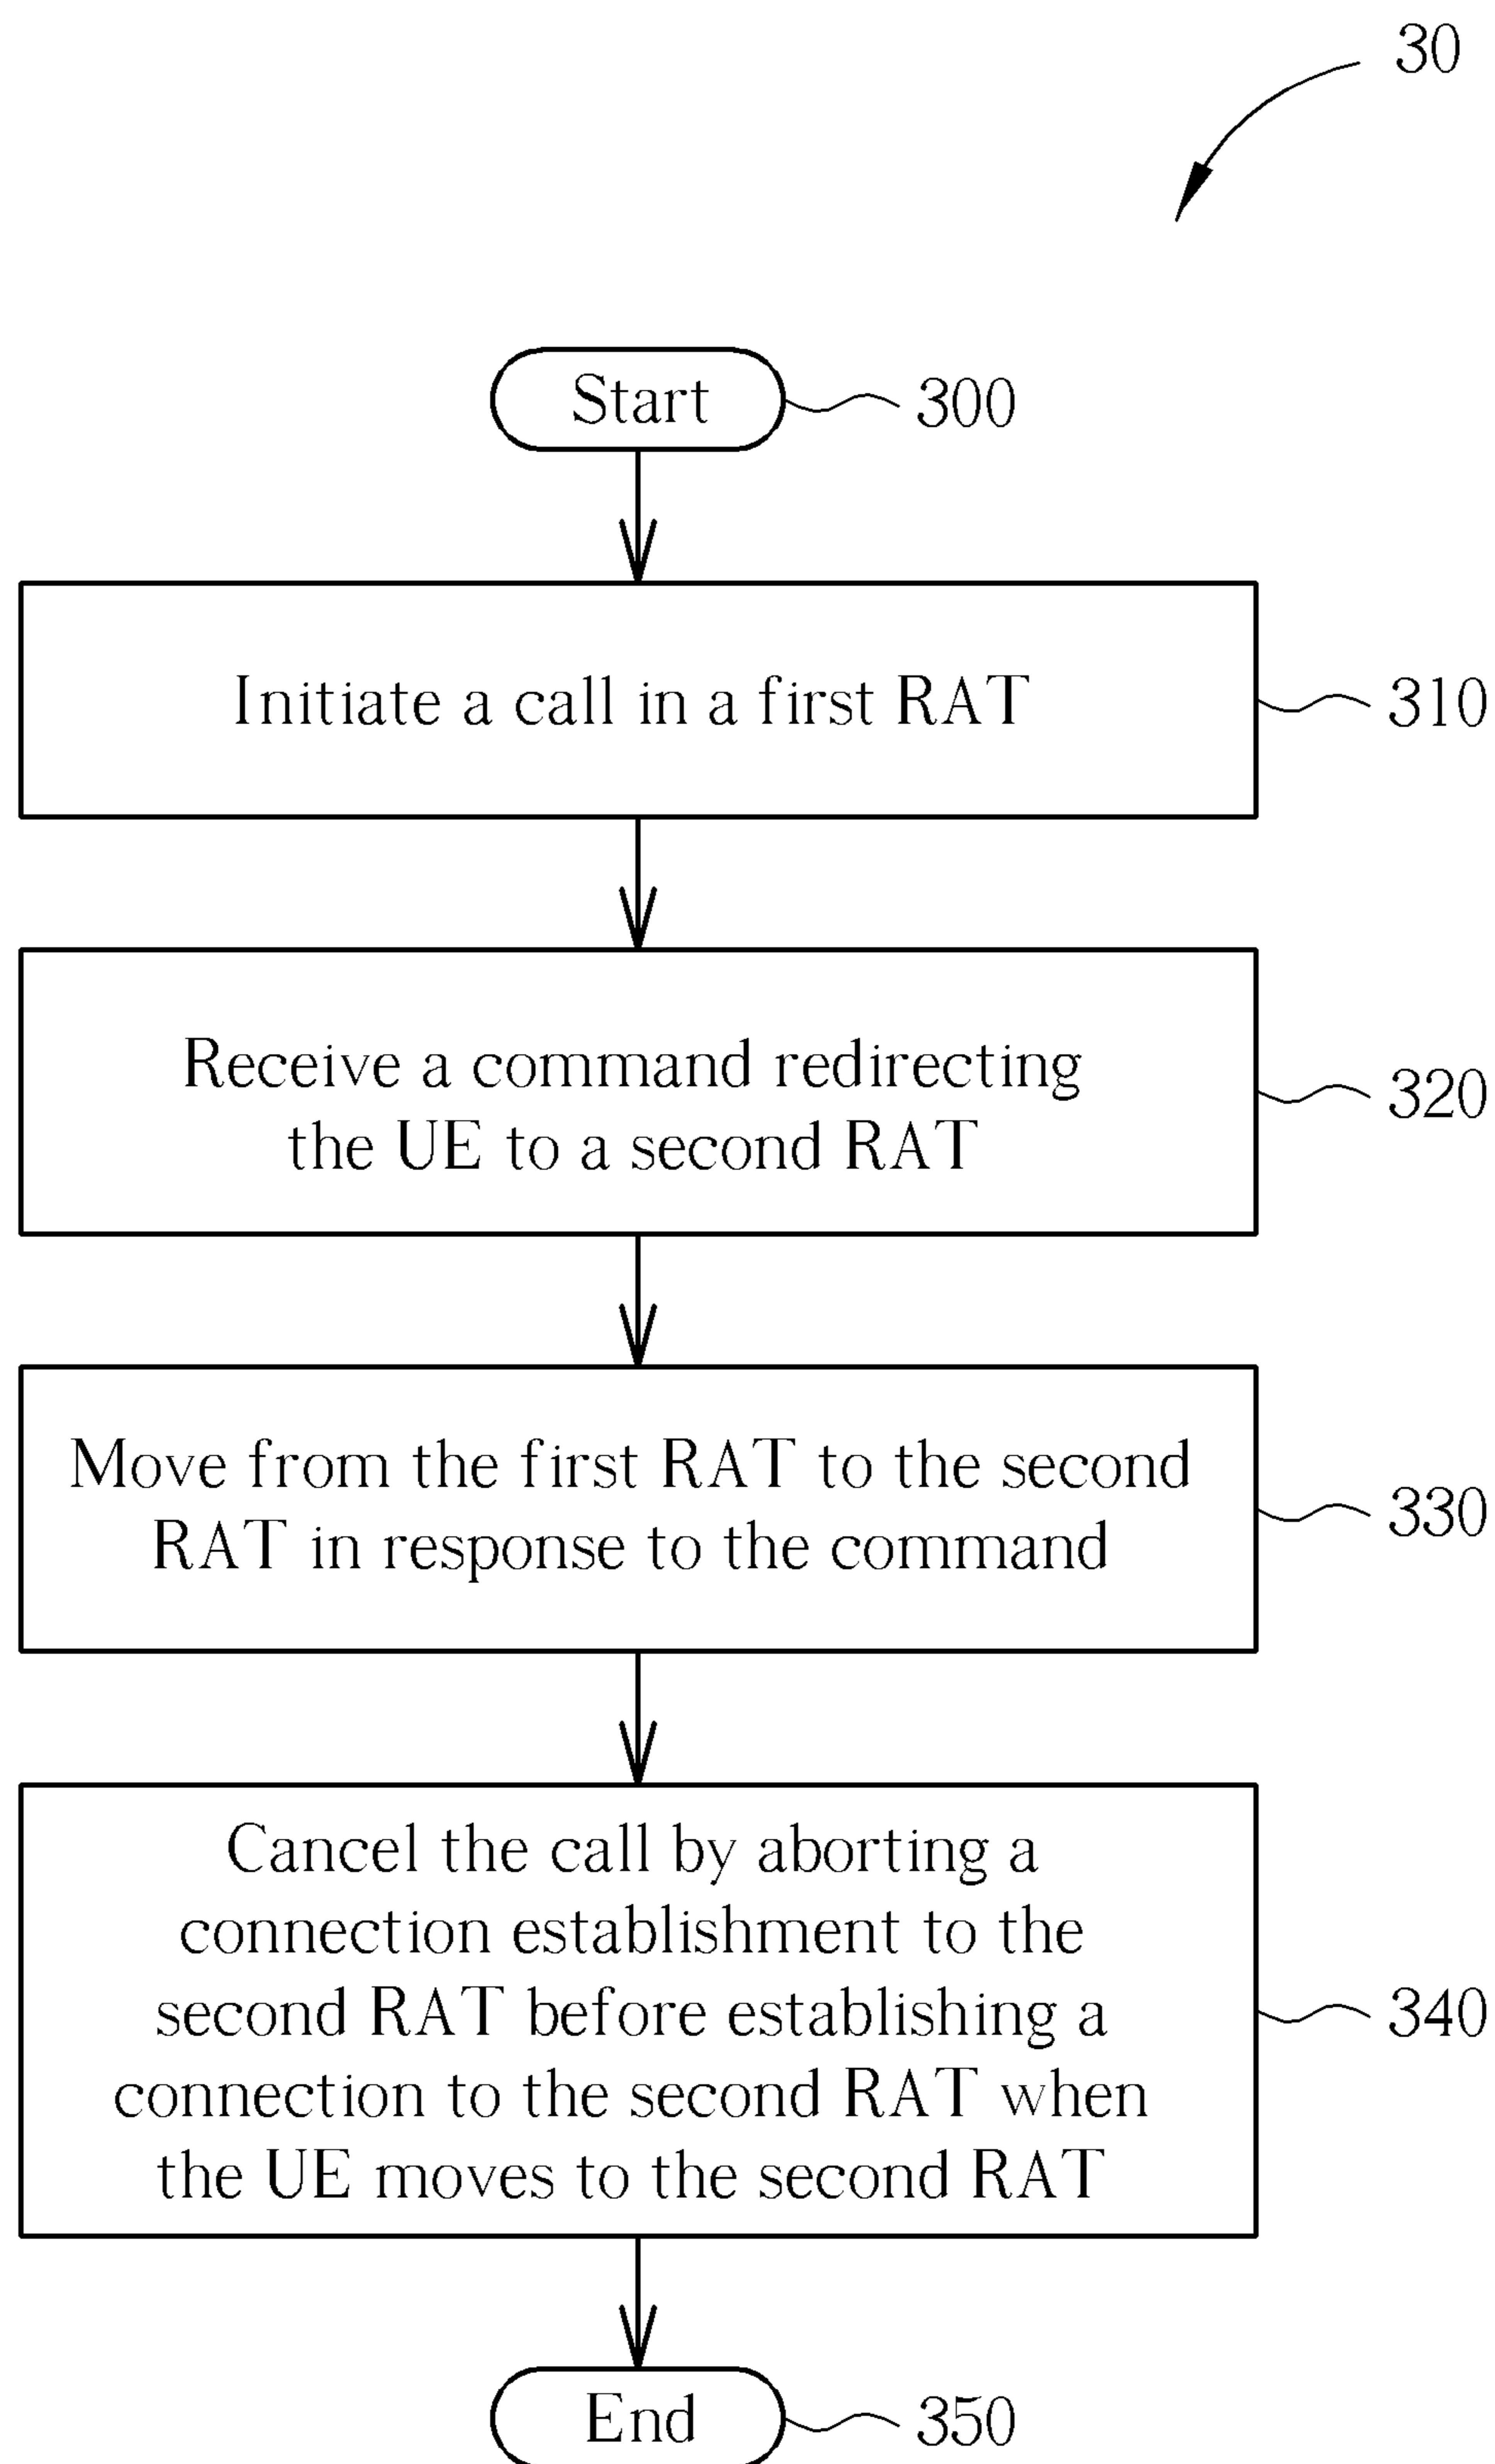 30
Start
300
Initiate a call in a first RAT
310
Receive a command redirecting
the UE to a second RAT
320
Move from the first RAT to the second
RAT in response to the command
330
Cancel the call by aborting a
connection establishment to the
second RAT before establishing a
connection to the second RAT when
the UE moves to the second RAT
340
End
350